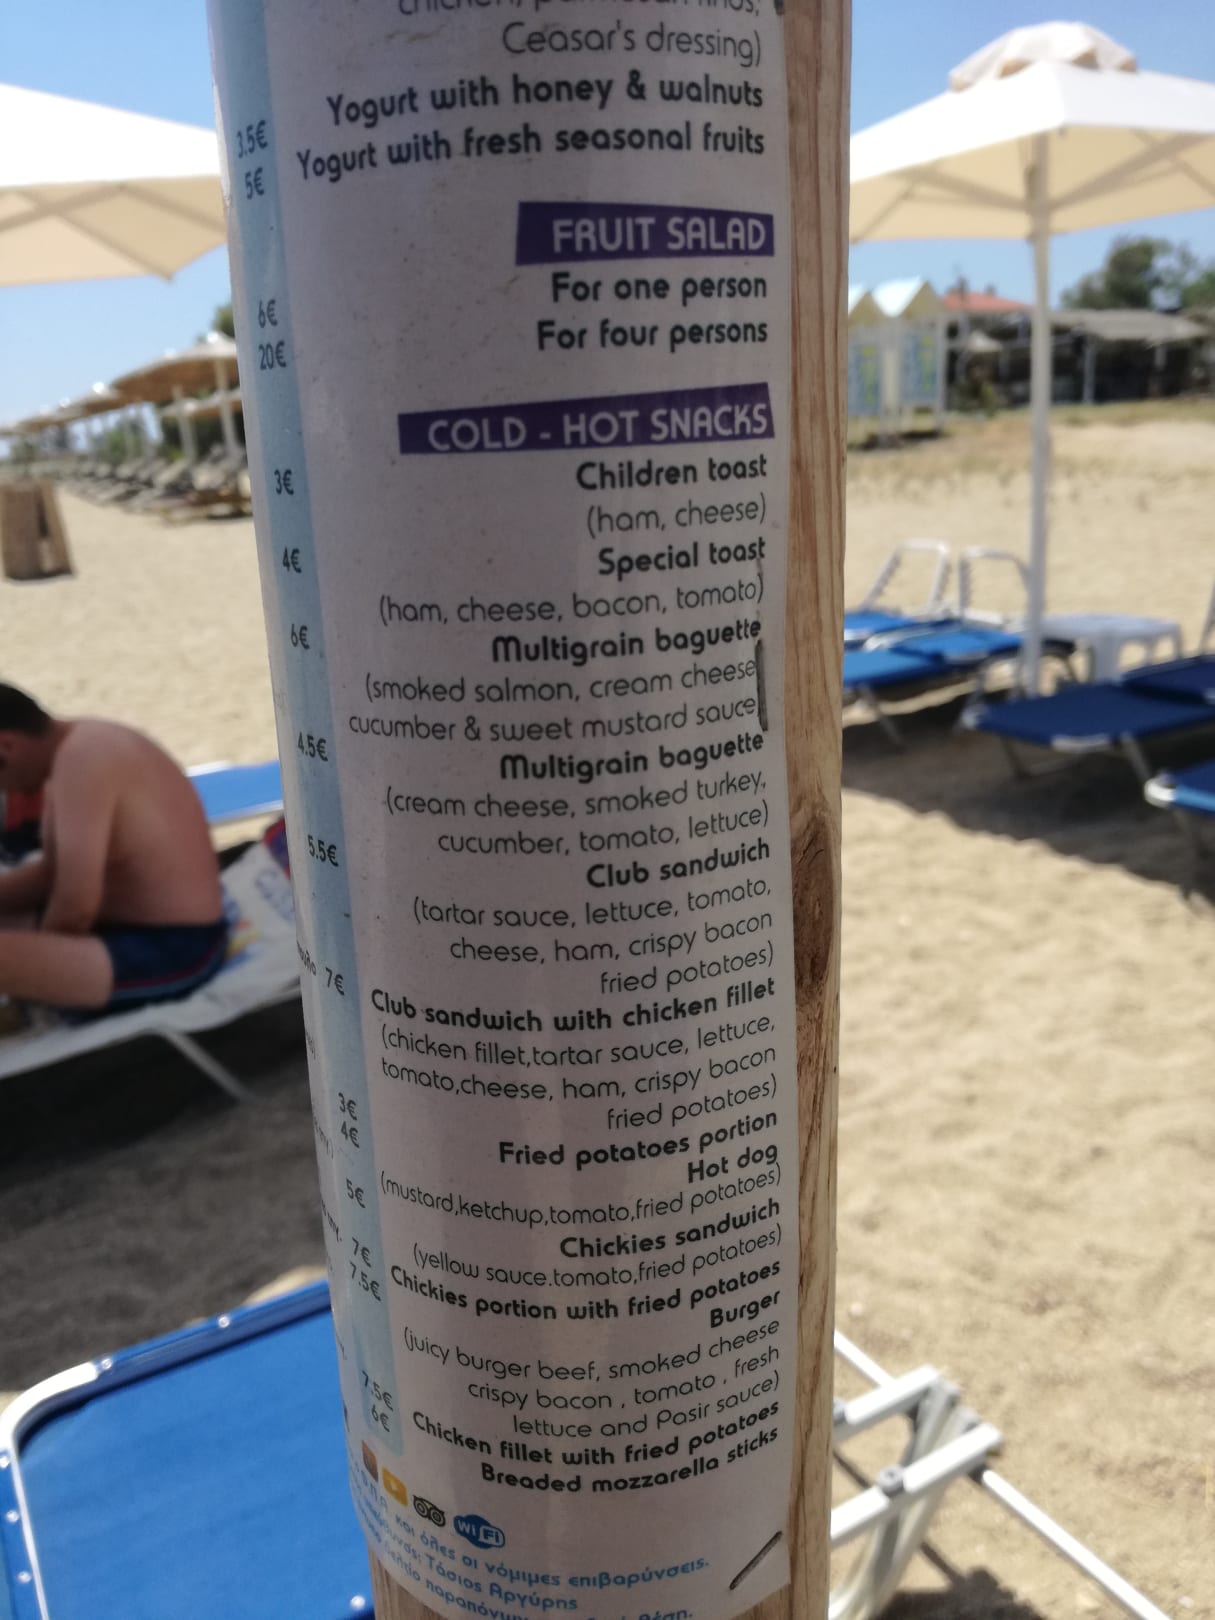 Ceasar's dressing)
3.5€ Yogurt with honey & walnuts
5€ Yogurt with fresh seasonal fruits
FRUIT SALAD
6€ For one person
20€ For four persons
COLD - HOT SNACKS
3€ Children toast
(ham, cheese)
4€ Special toast
(ham, cheese, bacon, tomato)
6€ Multigrain baguette
(smoked salmon, cream cheese
cucumber & sweet mustard sauce
4.5€ Multigrain baguette
(cream cheese, smoked turkey,
cucumber, tomato, lettuce)
5.5€ Club sandwich
(tartar sauce, lettuce, tomato,
cheese, ham, crispy bacon
fried potatoes)
7€ Club sandwich with chicken fillet
(chicken fillet,tartar sauce, lettuce,
tomato,cheese, ham, crispy bacon
fried potatoes)
3€ Fried potatoes portion
4€ Hot dog
(mustard,ketchup,tomato,fried potatoes)
5€ Chickies sandwich
(yellow sauce.tomato,fried potatoes)
7€ Chickies portion with fried potatoes
7.5€ Burger
(juicy burger beef, smoked cheese
crispy bacon , tomato , fresh
lettuce and Pasir sauce)
7.5€ Chicken fillet with fried potatoes
6€ Breaded mozzarella sticks
Wi Fi
και όλες οι νόμιμες επιβαρύνσεις.
Τάσιος Αργύρης